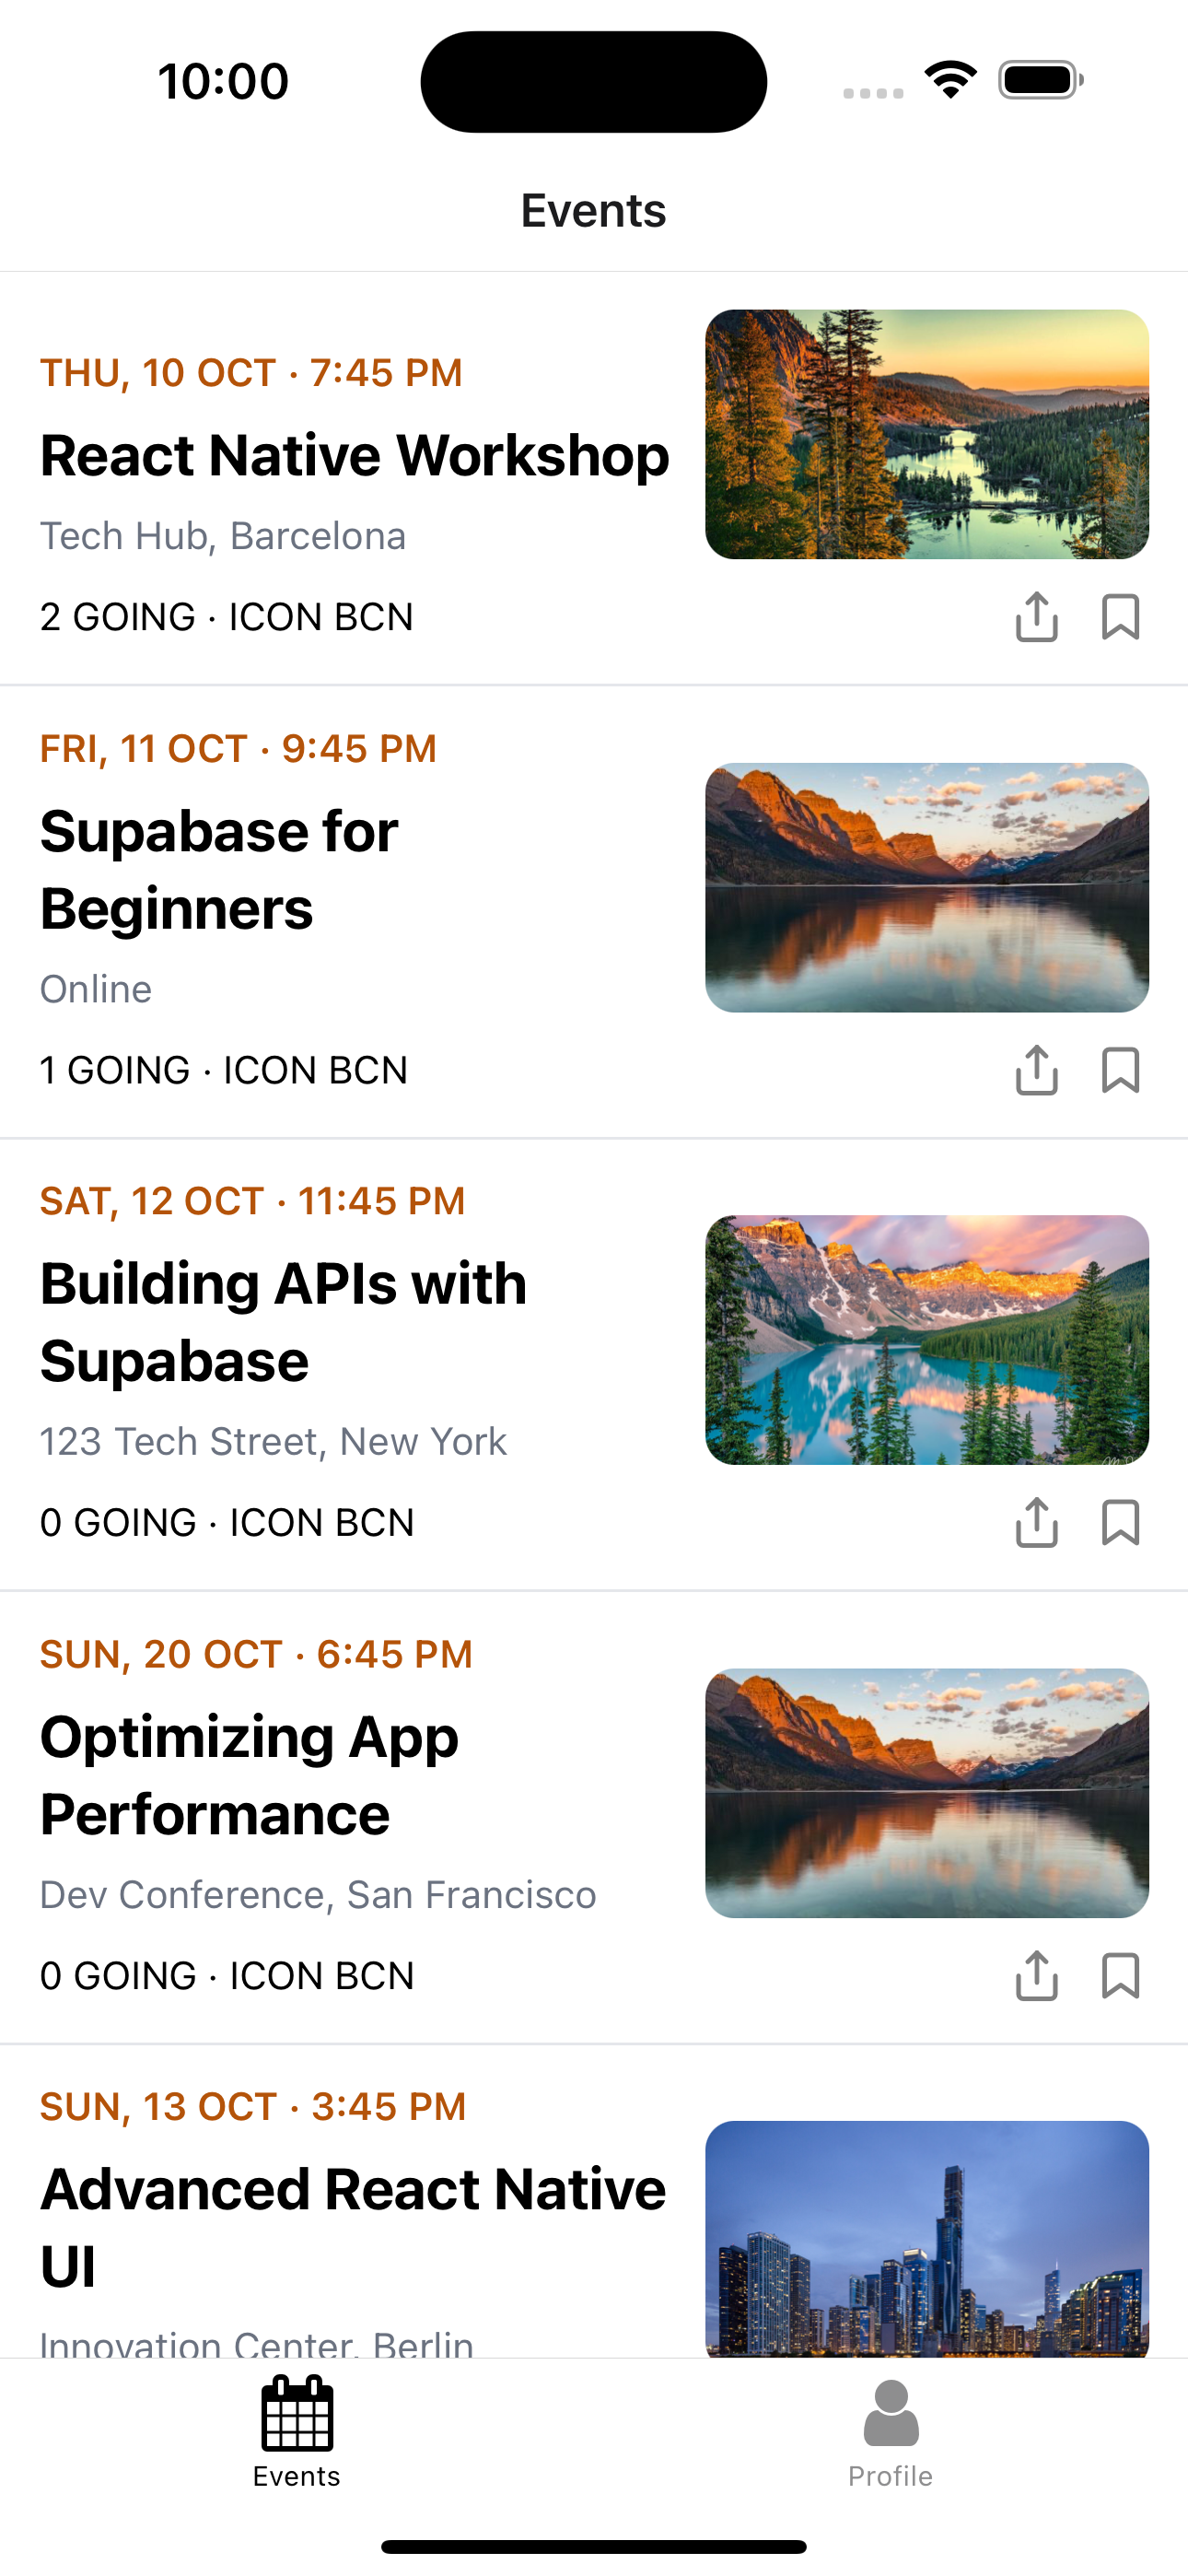 10:00
Events
THU, 10 OCT · 7:45 PM
React Native Workshop
Tech Hub, Barcelona
2 GOING · ICON BCN
FRI, 11 OCT · 9:45 PM
Supabase for
Beginners
Online
1 GOING · ICON BCN
SAT, 12 OCT · 11:45 PM
Building APIs with
Supabase
123 Tech Street, New York
0 GOING · ICON BCN
SUN, 20 OCT · 6:45 PM
Optimizing App
Performance
Dev Conference, San Francisco
0 GOING · ICON BCN
SUN, 13 OCT · 3:45 PM
Advanced React Native
UI
Innovation Center, Berlin
Events
Profile